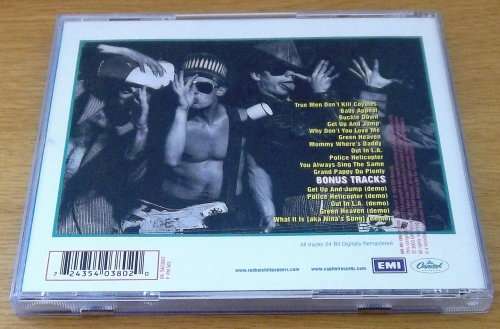 True Men Don't Kill Coyotes
Baby Appeal
Buckle Down
Get Up And Jump
Why Don't You Love Me
Green Heaven
Mommy Where's Daddy
Out In L.A.
Police Helicopter
You Always Sing The Same
Grand Pappy Du Plenty
BONUS TRACKS
Get Up And Jump (demo)
Police Helicopter (demo)
Out In L.A. (demo)
Green Heaven (demo)
What It Is (aka Nina's Song) (demo)
All tracks 24-Bit Digitally Remastered
7 24354 03802 0
www.redhotchilipeppers.com
www.capitolrecords.com
EMI
Capitol